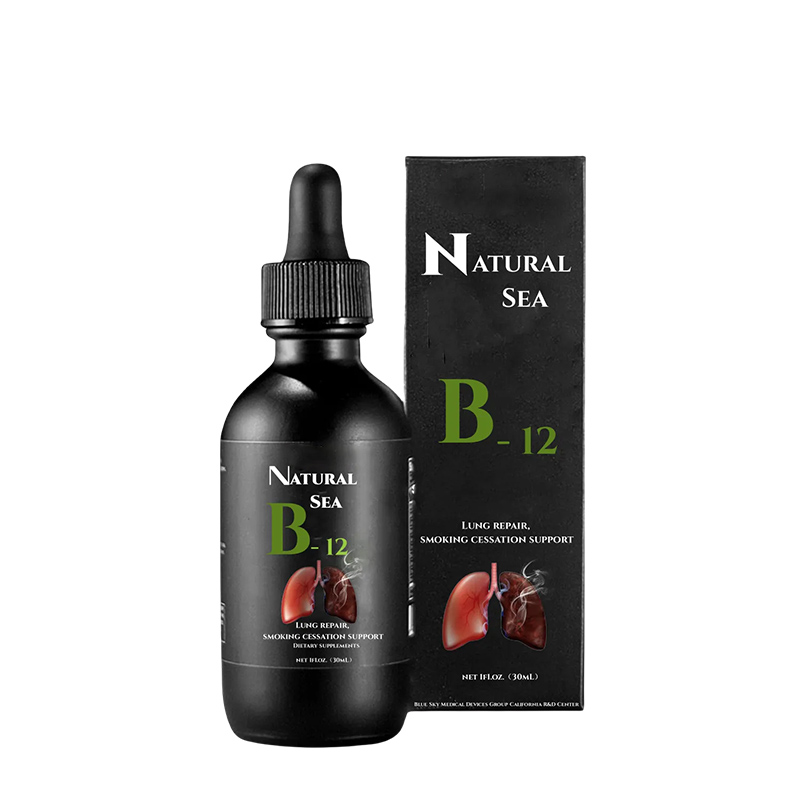 NATURAL
SEA
B-12
LUNG REPAIR,
SMOKING CESSATION SUPPORT
DIETARY SUPPLEMENTS
NET 1FL.OZ. (30ML)
NATURAL
SEA
B-12
LUNG REPAIR,
SMOKING CESSATION SUPPORT
NET 1FL.OZ. (30ML)
BLUE SKY MEDICAL DEVICES GROUP CALIFORNIA R&D CENTER